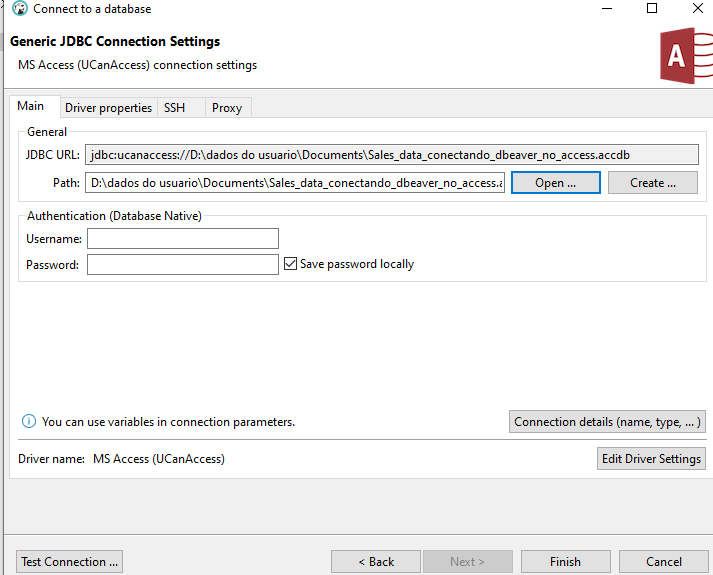 Connect to a database
Generic JDBC Connection Settings
MS Access (UCanAccess) connection settings
A
Main Driver properties SSH Proxy
General
JDBC URL: jdbc:ucanaccess://D:\dados do usuario\Documents\Sales_data_conectando_dbeaver_no_access.accdb
Path: D:\dados do usuario\Documents\Sales_data_conectando_dbeaver_no_access.a Open ... Create ...
Authentication (Database Native)
Username:
Password: Save password locally
You can use variables in connection parameters. Connection details (name, type, ... )
Driver name: MS Access (UCanAccess) Edit Driver Settings
Test Connection ... < Back Next > Finish Cancel